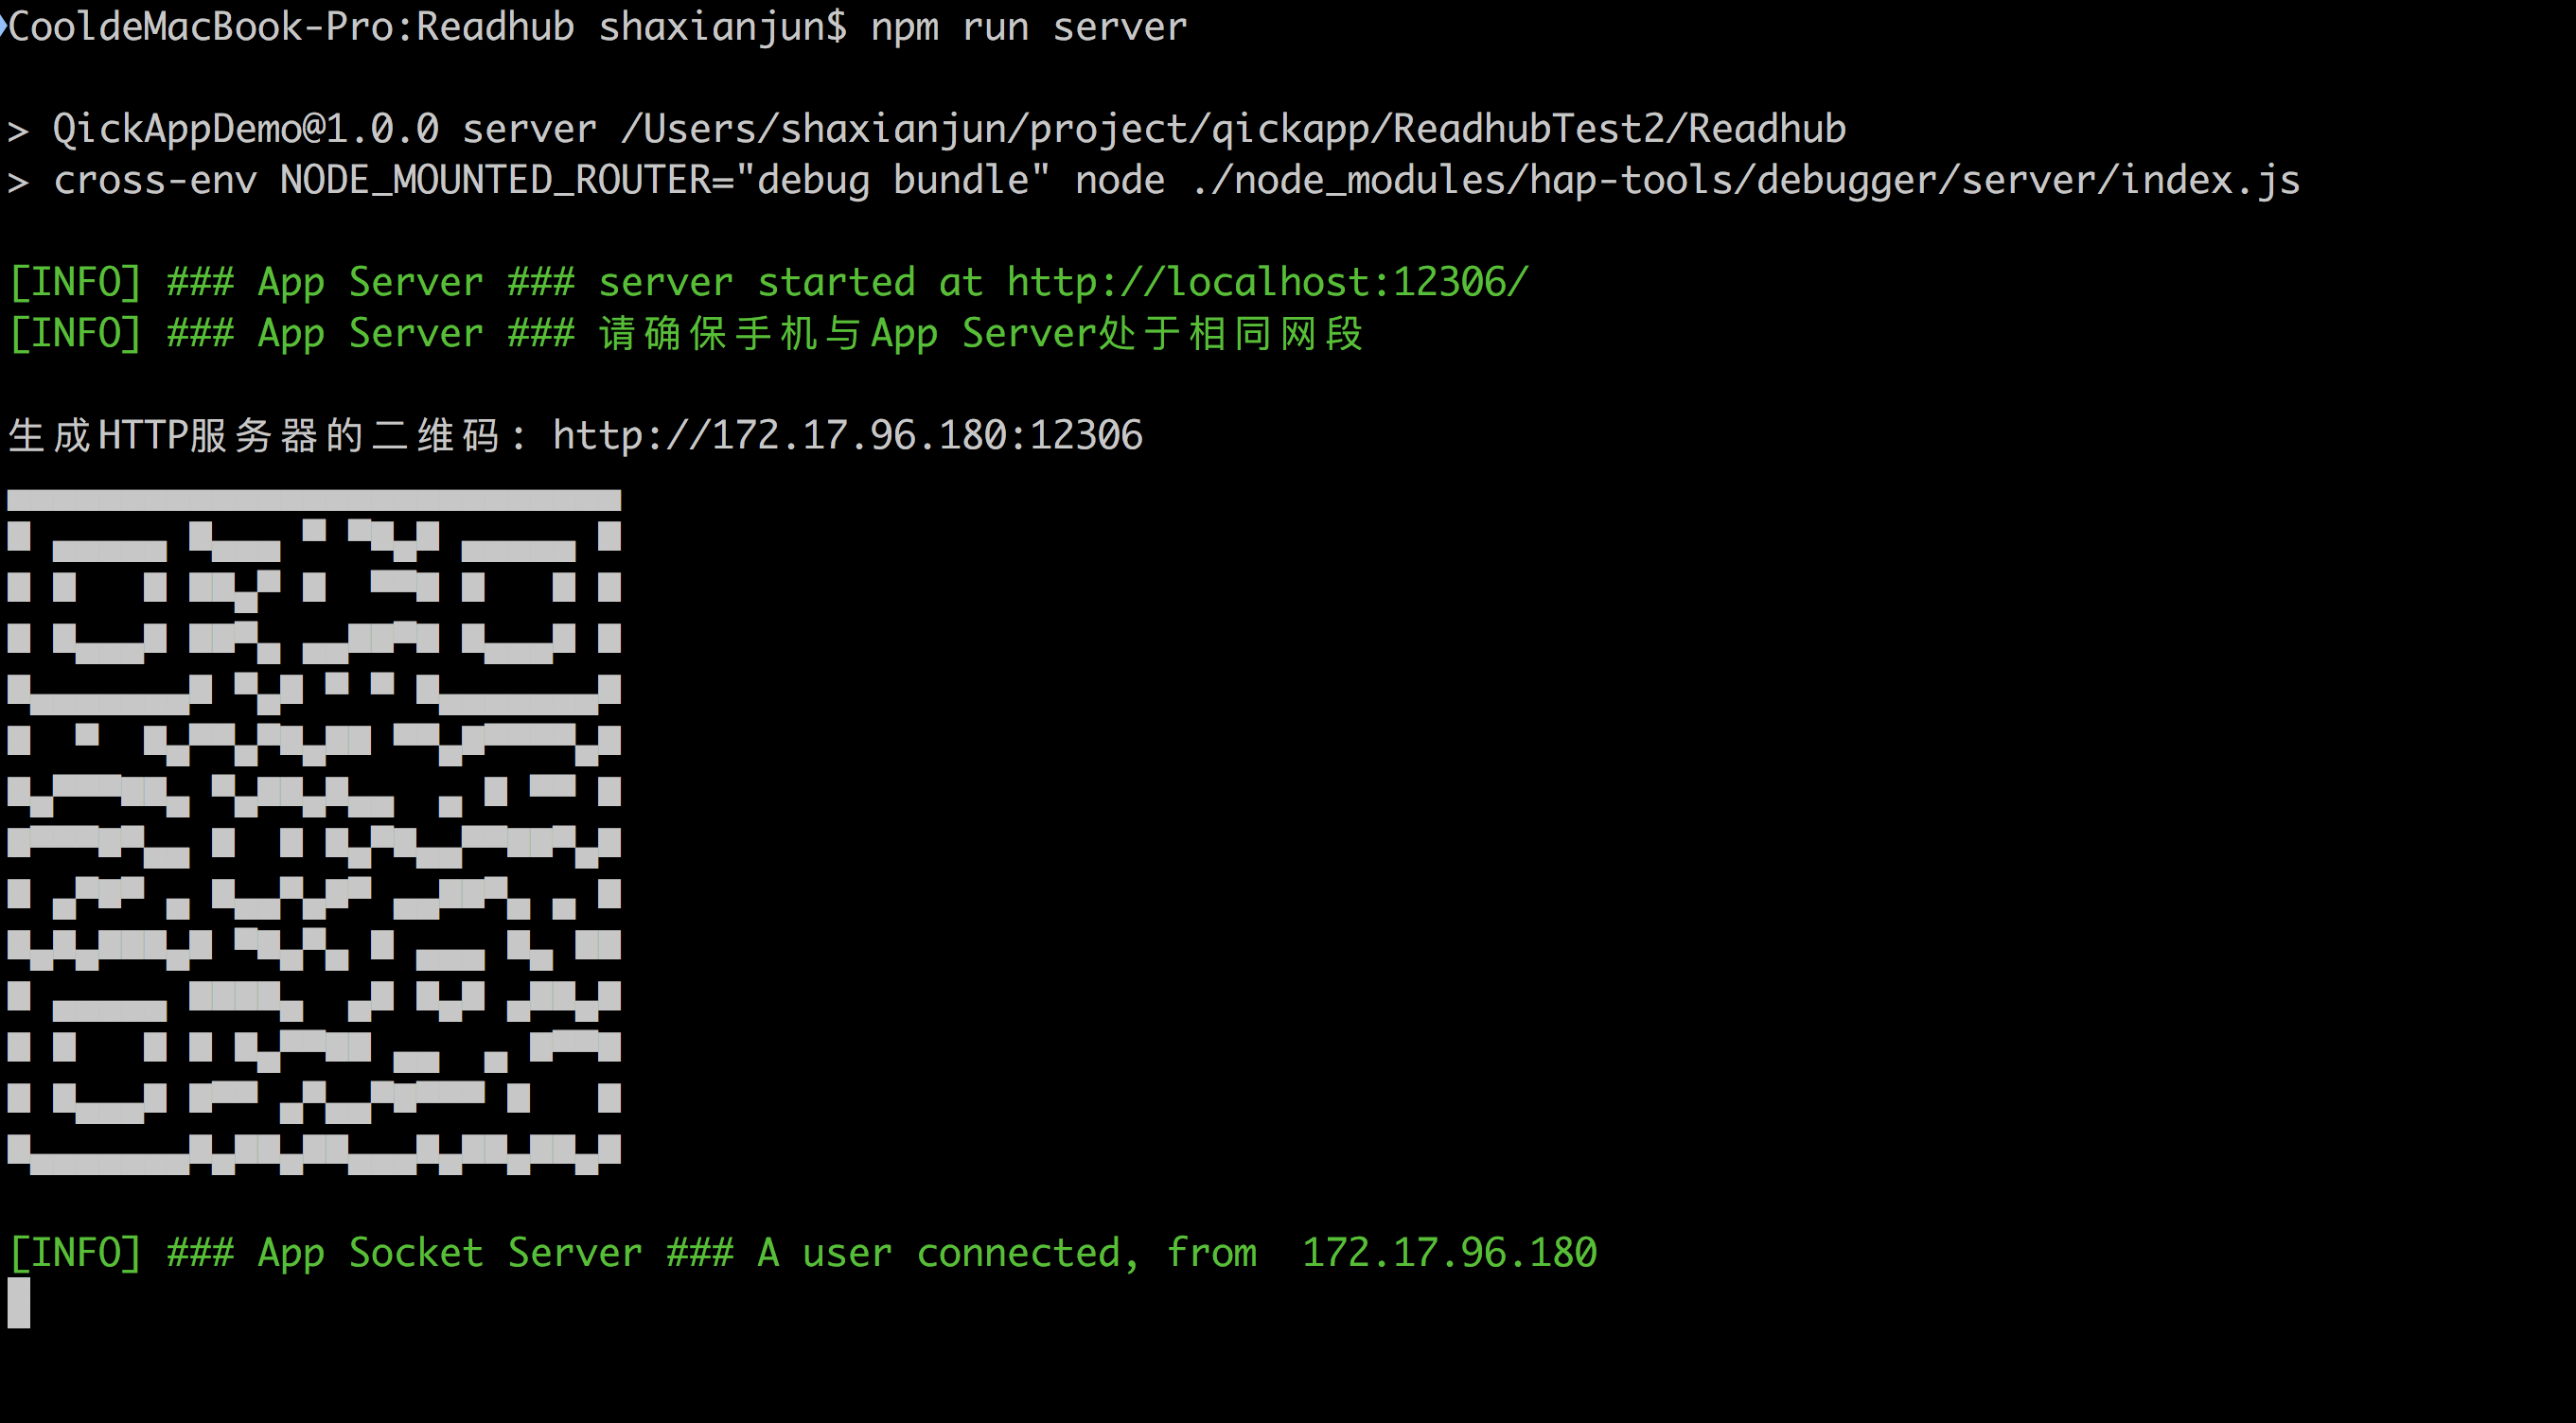 CooldeMacBook-Pro:Readhub shaxianjun$ npm run server
> QickAppDemo@1.0.0 server /Users/shaxianjun/project/qickapp/ReadhubTest2/Readhub
> cross-env NODE_MOUNTED_ROUTER="debug bundle" node ./node_modules/hap-tools/debugger/server/index.js
[INFO] ### App Server ### server started at http://localhost:12306/
[INFO] ### App Server ### 请确保手机与App Server处于相同网段
生成HTTP服务器的二维码: http://172.17.96.180:12306
[INFO] ### App Socket Server ### A user connected, from  172.17.96.180